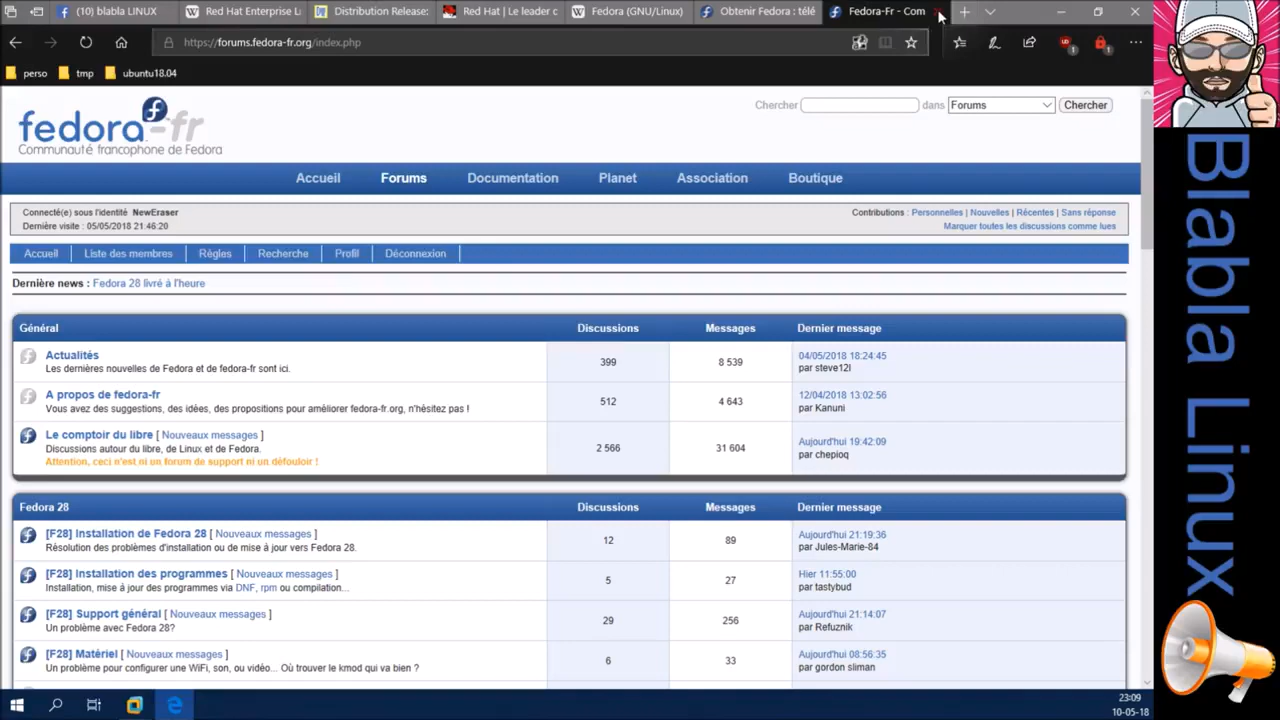 (10) blabla LINUX
Red Hat Enterprise L
Distribution Release:
Red Hat | Le leader c
Fedora (GNU/Linux)
Obtenir Fedora : télé
Fedora-Fr - Com
https://forums.fedora-fr.org/index.php
perso
tmp
ubuntu18.04
fedora-fr
Communauté francophone de Fedora
Chercher
dans
Forums
Chercher
Accueil
Forums
Documentation
Planet
Association
Boutique
Connecté(e) sous l'identité NewEraser
Contributions : Personnelles | Nouvelles | Récentes | Sans réponse
Dernière visite : 05/05/2018 21:46:20
Marquer toutes les discussions comme lues
Accueil
Liste des membres
Règles
Recherche
Profil
Déconnexion
Dernière news : Fedora 28 livré à l'heure
Général
Discussions
Messages
Dernier message
Actualités
Les dernières nouvelles de Fedora et de fedora-fr sont ici.
399
8 539
04/05/2018 18:24:45
par steve12l
A propos de fedora-fr
Vous avez des suggestions, des idées, des propositions pour améliorer fedora-fr.org, n'hésitez pas !
512
4 643
12/04/2018 13:02:56
par Kanuni
Le comptoir du libre [ Nouveaux messages ]
Discussions autour du libre, de Linux et de Fedora.
Attention, ceci n'est ni un forum de support ni un défouloir !
2 566
31 604
Aujourd'hui 19:42:09
par chepioq
Fedora 28
Discussions
Messages
Dernier message
[F28] Installation de Fedora 28 [ Nouveaux messages ]
Résolution des problèmes d'installation ou de mise à jour vers Fedora 28.
12
89
Aujourd'hui 21:19:36
par Jules-Marie-84
[F28] Installation des programmes [ Nouveaux messages ]
Installation, mise à jour des programmes via DNF, rpm ou compilation...
5
27
Hier 11:55:00
par tastybud
[F28] Support général [ Nouveaux messages ]
Un problème avec Fedora 28?
29
256
Aujourd'hui 21:14:07
par Refuznik
[F28] Matériel [ Nouveaux messages ]
Un problème pour configurer une WiFi, son, ou vidéo... Où trouver le kmod qui va bien ?
6
33
Aujourd'hui 08:56:35
par gordon sliman
23:09
10-05-18
Blabla Linux